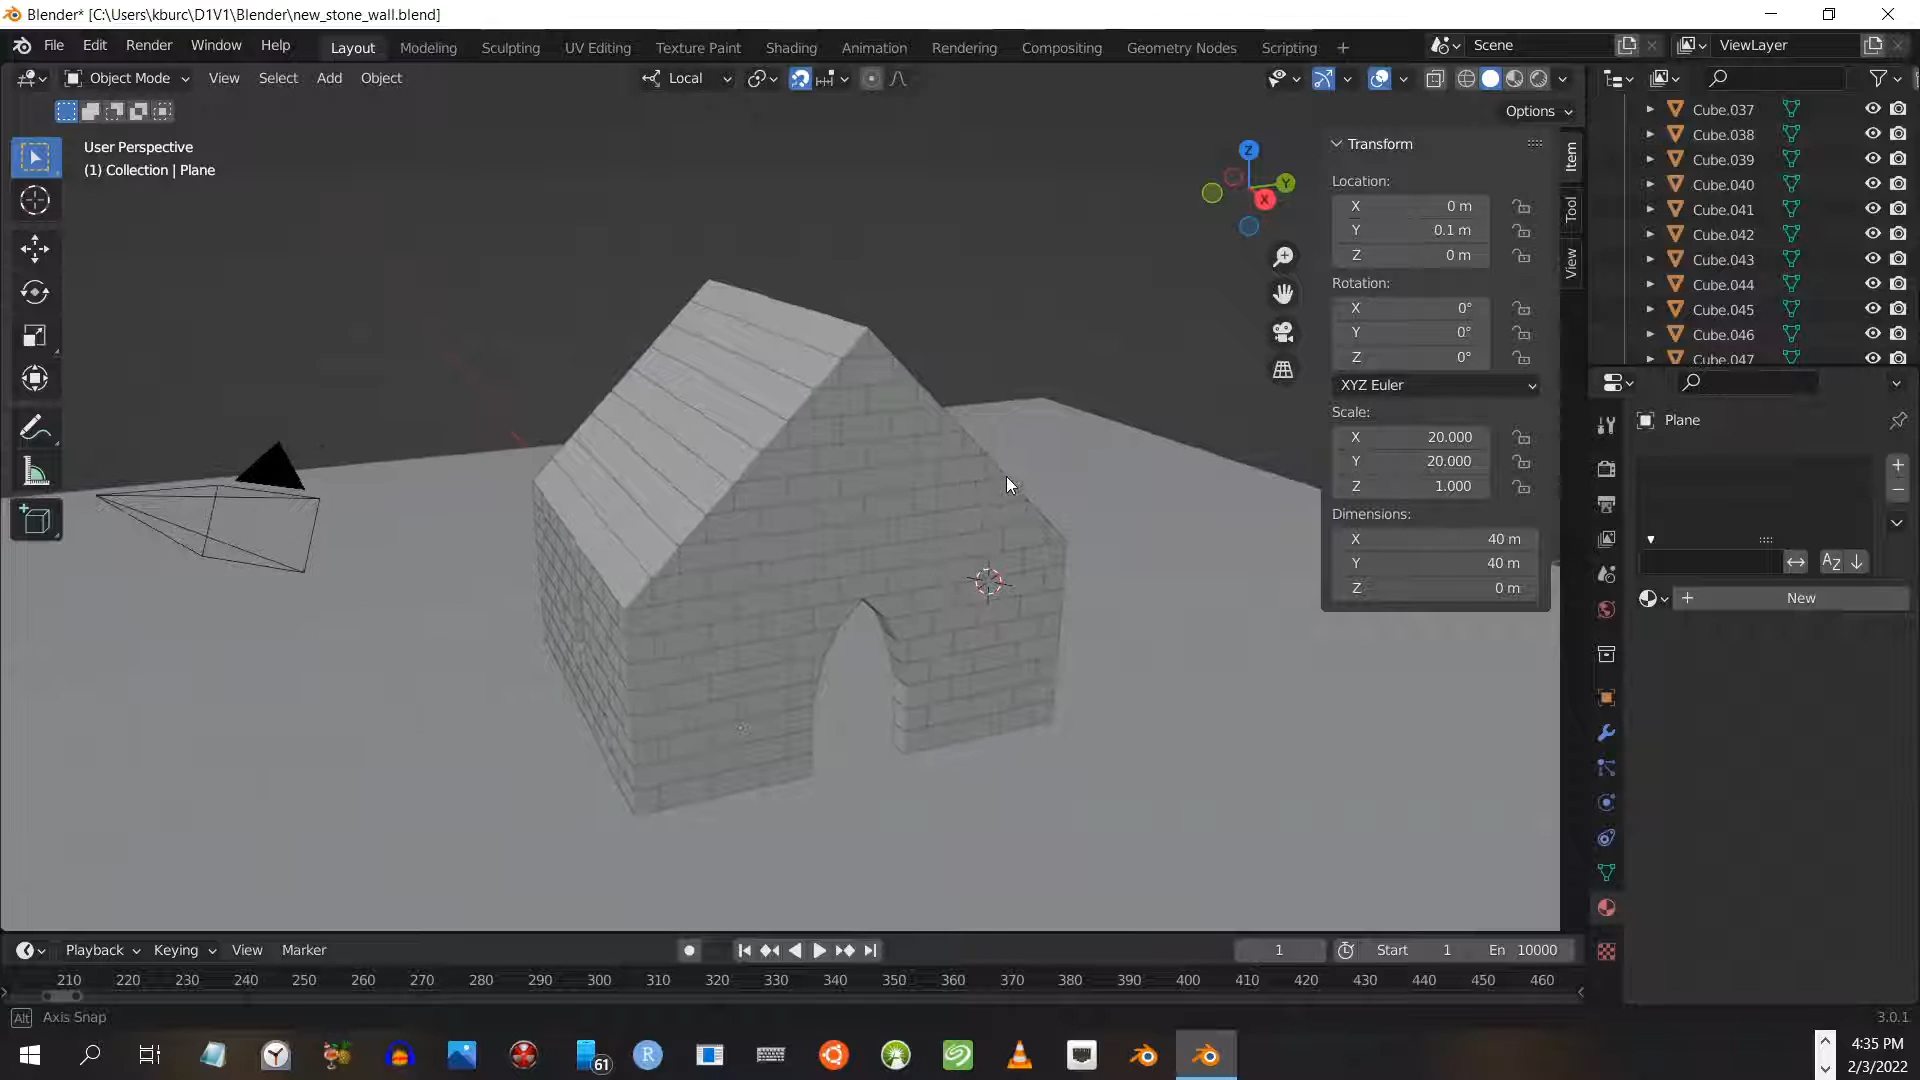 Blender* [C:\Users\kburc\D1V1\Blender\new_stone_wall.blend]
File Edit Render Window Help Layout Modeling Sculpting UV Editing Texture Paint Shading Animation Rendering Compositing Geometry Nodes Scripting + Scene ViewLayer
Object Mode View Select Add Object Local
Options
User Perspective
(1) Collection | Plane
Z
Y
X
Transform
Location:
X 0 m
Y 0.1 m
Z 0 m
Rotation:
X 0°
Y 0°
Z 0°
XYZ Euler
Scale:
X 20.000
Y 20.000
Z 1.000
Dimensions:
X 40 m
Y 40 m
Z 0 m
Item
Tool
View
Cube.037
Cube.038
Cube.039
Cube.040
Cube.041
Cube.042
Cube.043
Cube.044
Cube.045
Cube.046
Cube.047
Plane
+ New
Playback Keying View Marker 1 Start 1 En 10000
210 220 230 240 250 260 270 280 290 300 310 320 330 340 350 360 370 380 390 400 410 420 430 440 450 460
Alt Axis Snap
3.0.1
61
R
4:35 PM
2/3/2022